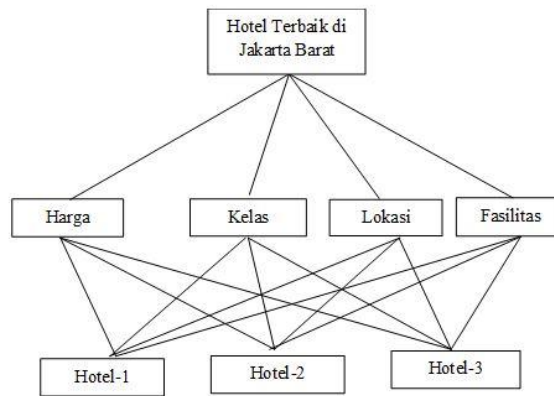 Hotel Terbaik di
Jakarta Barat
Harga
Kelas
Lokasi
Fasilitas
Hotel-1
Hotel-2
Hotel-3